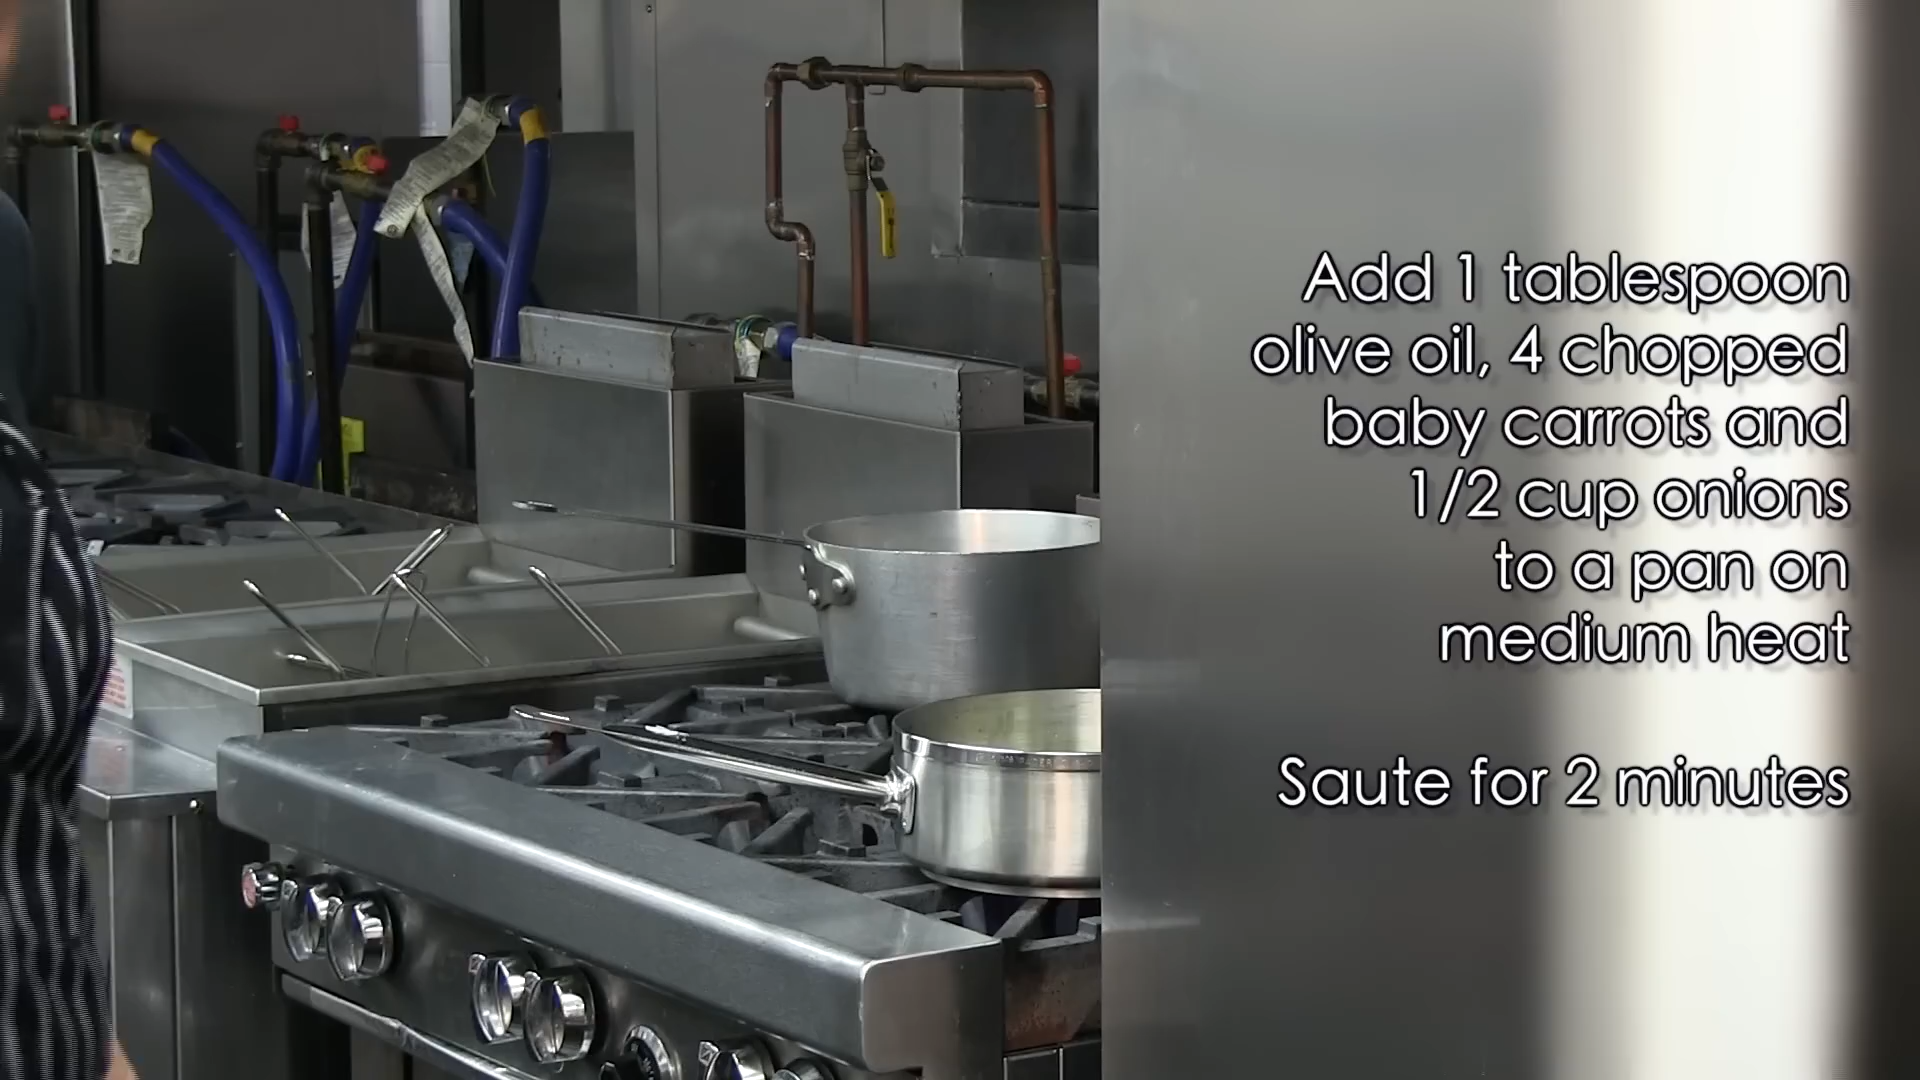 Add 1 tablespoon
olive oil, 4 chopped
baby carrots and
1/2 cup onions
to a pan on
medium heat
Saute for 2 minutes